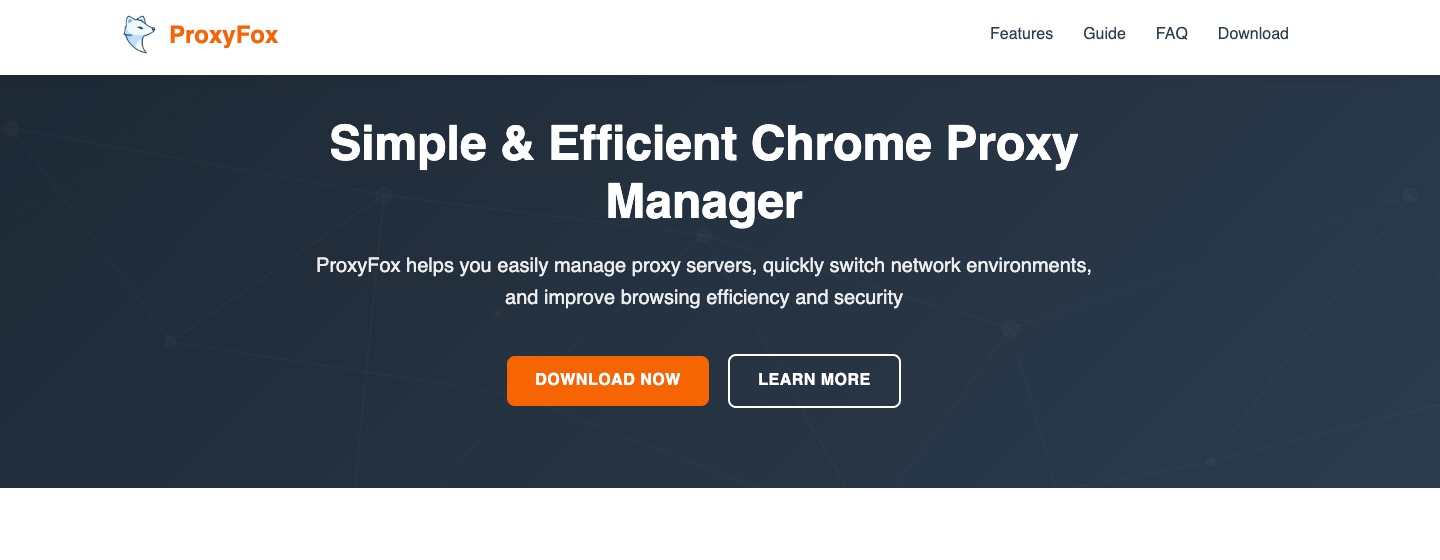 ProxyFox
Features
Guide
FAQ
Download
Simple & Efficient Chrome Proxy
Manager
ProxyFox helps you easily manage proxy servers, quickly switch network environments,
and improve browsing efficiency and security
DOWNLOAD NOW
LEARN MORE